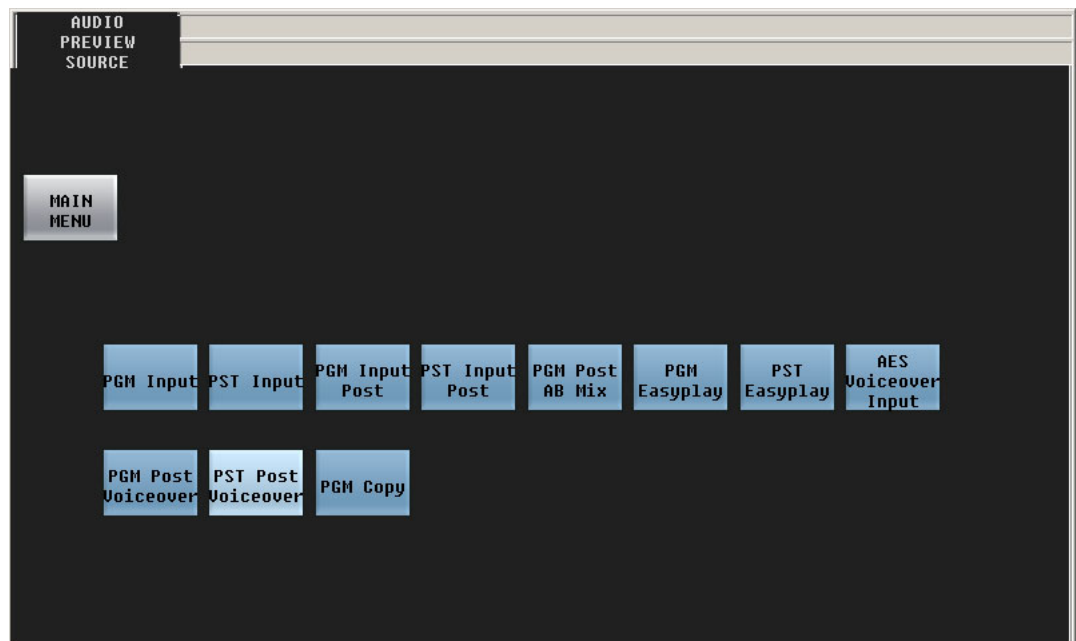 AUDIO
PREVIEW
SOURCE
MAIN
MENU
PGM Input
PST Input
PGM Input
Post
PST Input
Post
PGM Post
AB Mix
PGM
Easyplay
PST
Easyplay
AES
Voiceover
Input
PGM Post
Voiceover
PST Post
Voiceover
PGM Copy